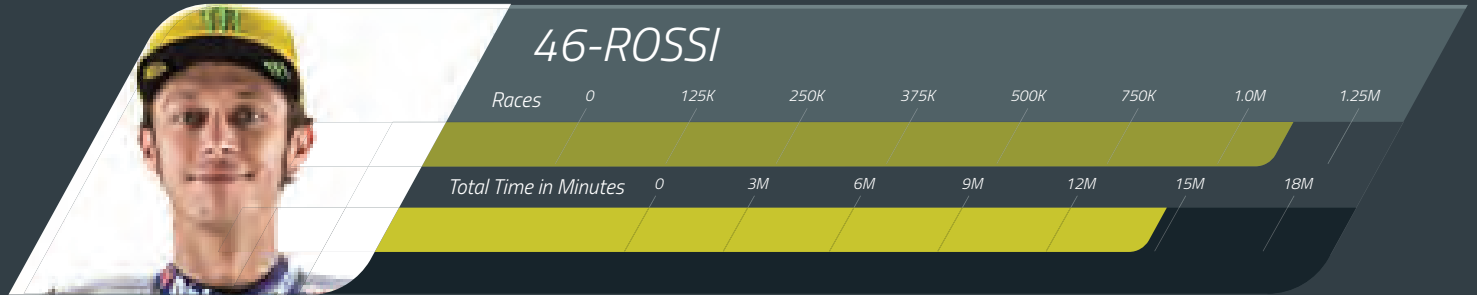 46-ROSSI
Races 0 125K 250K 375K 500K 750K 1.0M 1.25M
Total Time in Minutes 0 3M 6M 9M 12M 15M 18M